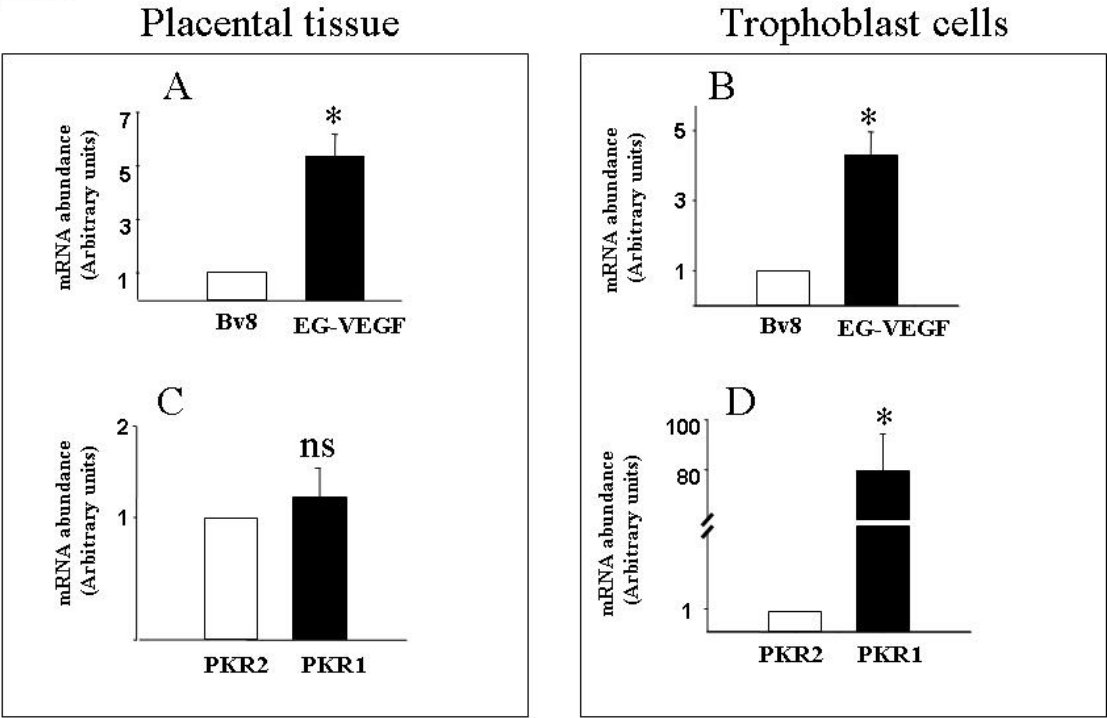 Placental tissue
Trophoblast cells
A
mRNA abundance
(Arbitrary units)
7
5
3
1
*
Bv8
EG-VEGF
B
mRNA abundance
(Arbitrary units)
5
3
1
*
Bv8
EG-VEGF
C
mRNA abundance
(Arbitrary units)
2
1
ns
PKR2
PKR1
D
mRNA abundance
(Arbitrary units)
100
80
1
*
PKR2
PKR1